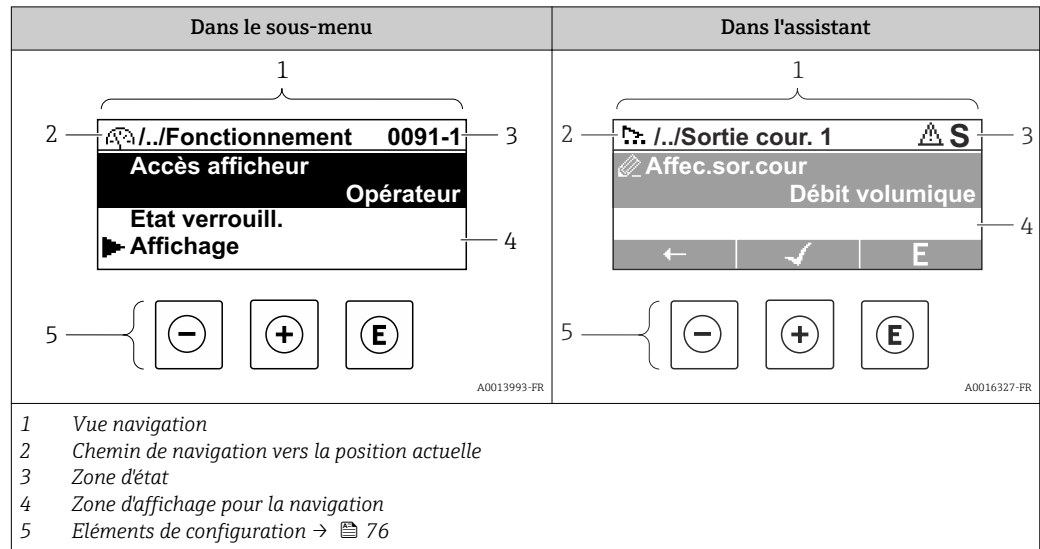 Dans le sous-menu
Dans l'assistant
1
2
/../Fonctionnement 0091-1
3
Accès afficheur
Opérateur
Etat verrouill.
Affichage
4
5
- + E
A0013993-FR
1
2
/../Sortie cour. 1 S
3
Affec.sor.cour
Débit volumique
4
← ✓ E
5
- + E
A0016327-FR
1 Vue navigation
2 Chemin de navigation vers la position actuelle
3 Zone d'état
4 Zone d'affichage pour la navigation
5 Eléments de configuration → 76